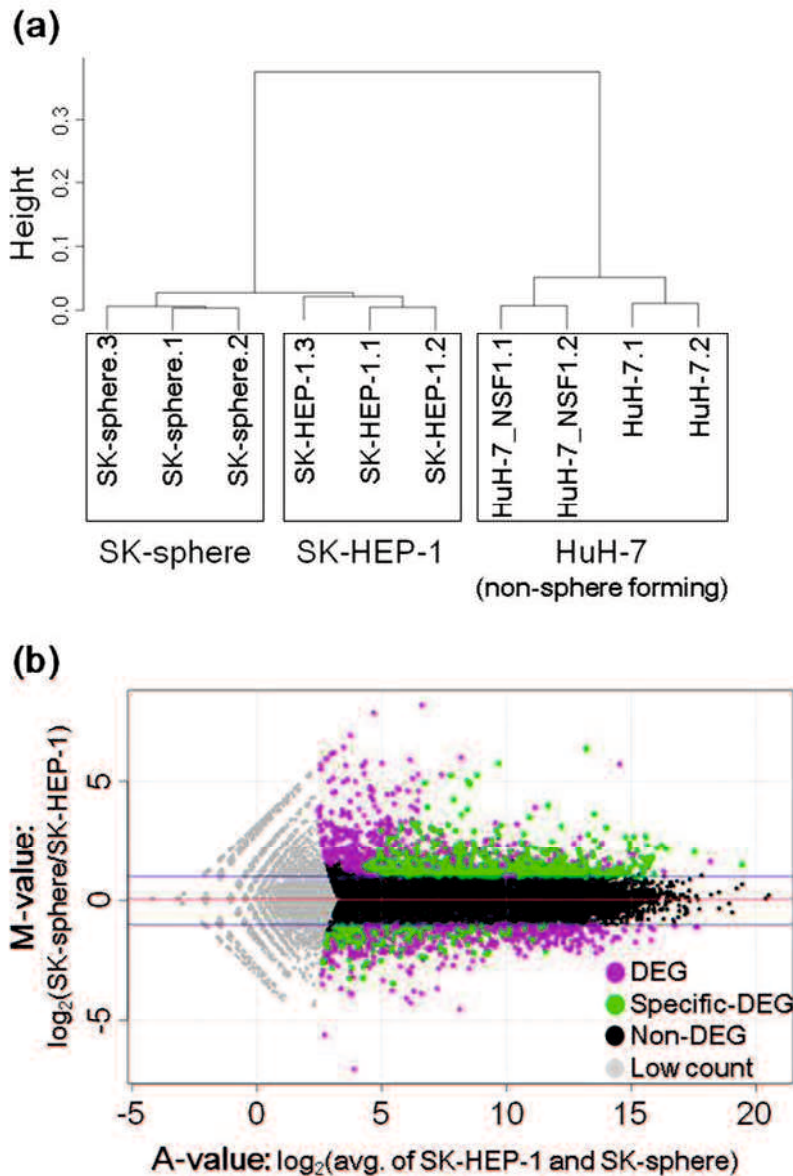 (a)
Height
0.0 0.1 0.2 0.3
SK-sphere.3
SK-sphere.1
SK-sphere.2
SK-HEP-1.3
SK-HEP-1.1
SK-HEP-1.2
HuH-7_NSF1.1
HuH-7_NSF1.2
HuH-7.1
HuH-7.2
SK-sphere
SK-HEP-1
HuH-7
(non-sphere forming)
(b)
M-value:
log2(SK-sphere/SK-HEP-1)
5
0
-5
DEG
Specific-DEG
Non-DEG
Low count
-5 0 5 10 15 20
A-value: log2(avg. of SK-HEP-1 and SK-sphere)